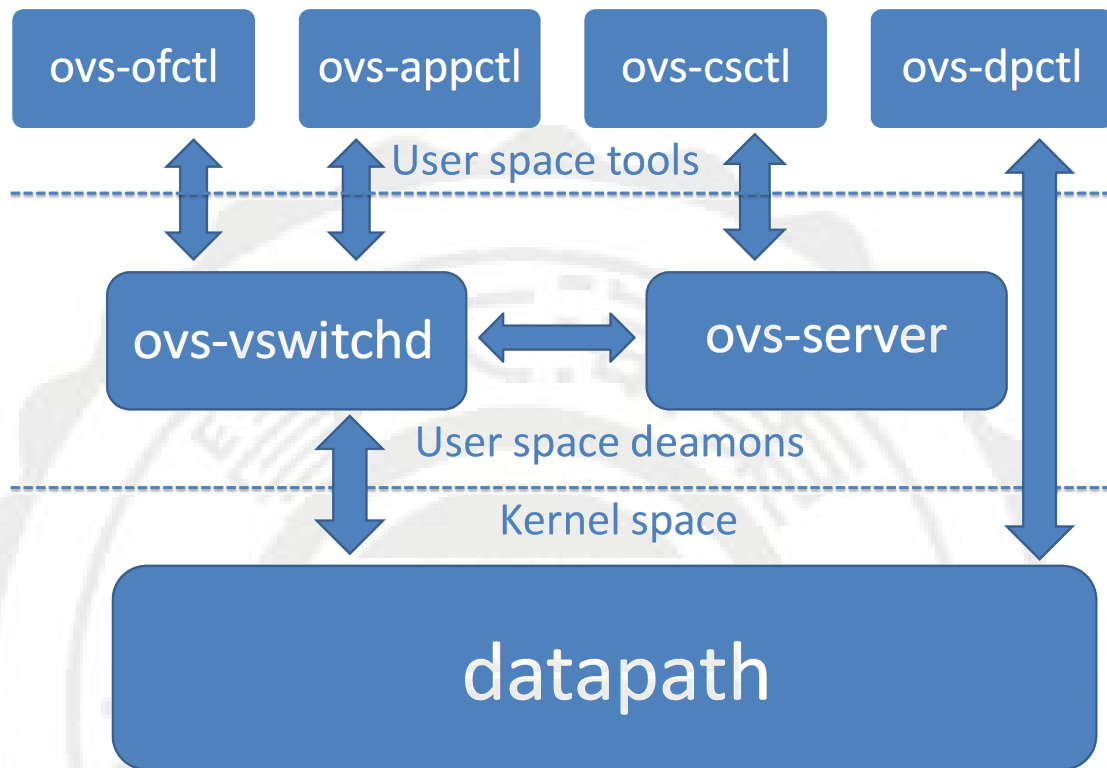 ovs-ofctl
ovs-appctl
ovs-csctl
ovs-dpctl
User space tools
ovs-vswitchd
ovs-server
User space deamons
Kernel space
datapath